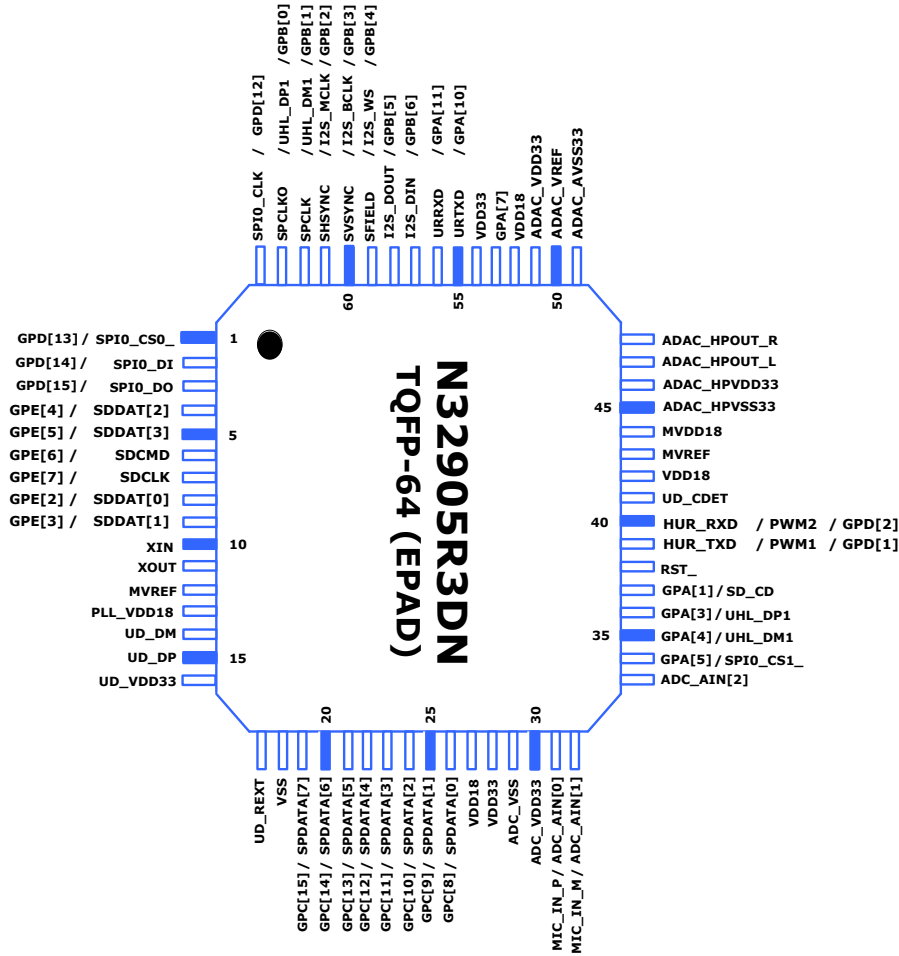 SPI0_CLK / GPD[12]
SPCLKO / UHL_DP1 / GPB[0]
SPCLK / UHL_DM1 / GPB[1]
SHSYNC / I2S_MCLK / GPB[2]
SVSYNC / I2S_BCLK / GPB[3]
SFIELD / I2S_WS / GPB[4]
I2S_DOUT / GPB[5]
I2S_DIN / GPB[6]
URRXD / GPA[11]
URTXD / GPA[10]
VDD33
GPA[7]
VDD18
ADAC_VDD33
ADAC_VREF
ADAC_AVSS33
60
55
50
GPD[13] / SPI0_CS0_
1
GPD[14] / SPI0_DI
GPD[15] / SPI0_DO
GPE[4] / SDDAT[2]
GPE[5] / SDDAT[3]
5
GPE[6] / SDCMD
GPE[7] / SDCLK
GPE[2] / SDDAT[0]
GPE[3] / SDDAT[1]
XIN
10
XOUT
MVREF
PLL_VDD18
UD_DM
UD_DP
15
UD_VDD33
N32905R3DN
TQFP-64 (EPAD)
ADAC_HPOUT_R
ADAC_HPOUT_L
ADAC_HPVDD33
45
ADAC_HPVSS33
MVDD18
MVREF
VDD18
UD_CDET
40
HUR_RXD / PWM2 / GPD[2]
HUR_TXD / PWM1 / GPD[1]
RST_
GPA[1] / SD_CD
GPA[3] / UHL_DP1
35
GPA[4] / UHL_DM1
GPA[5] / SPI0_CS1_
ADC_AIN[2]
20
25
30
UD_REXT
VSS
GPC[15] / SPDATA[7]
GPC[14] / SPDATA[6]
GPC[13] / SPDATA[5]
GPC[12] / SPDATA[4]
GPC[11] / SPDATA[3]
GPC[10] / SPDATA[2]
GPC[9] / SPDATA[1]
GPC[8] / SPDATA[0]
VDD18
VDD33
ADC_VSS
ADC_VDD33
MIC_IN_P / ADC_AIN[0]
MIC_IN_M / ADC_AIN[1]